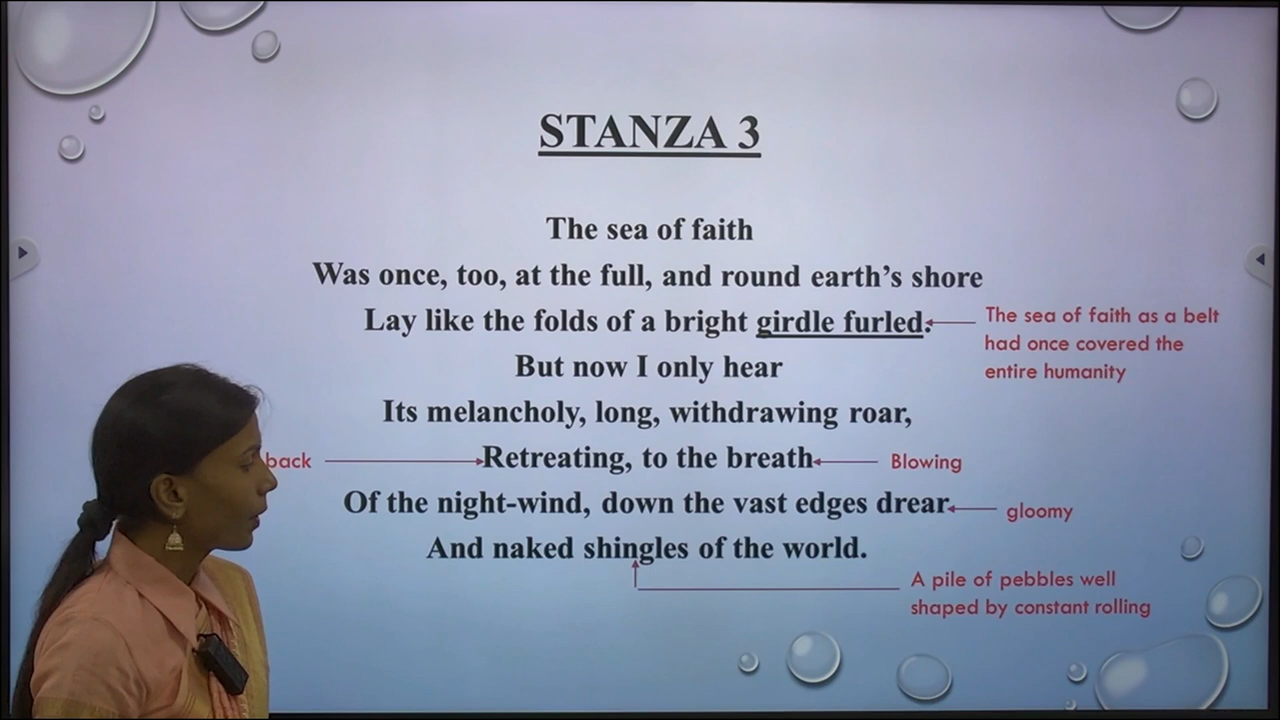 STANZA 3
The sea of faith
Was once, too, at the full, and round earth's shore
Lay like the folds of a bright girdle furled.
The sea of faith as a belt
had once covered the
entire humanity
But now I only hear
Its melancholy, long, withdrawing roar,
back
Retreating, to the breath
Blowing
Of the night-wind, down the vast edges drear
gloomy
And naked shingles of the world.
A pile of pebbles well
shaped by constant rolling